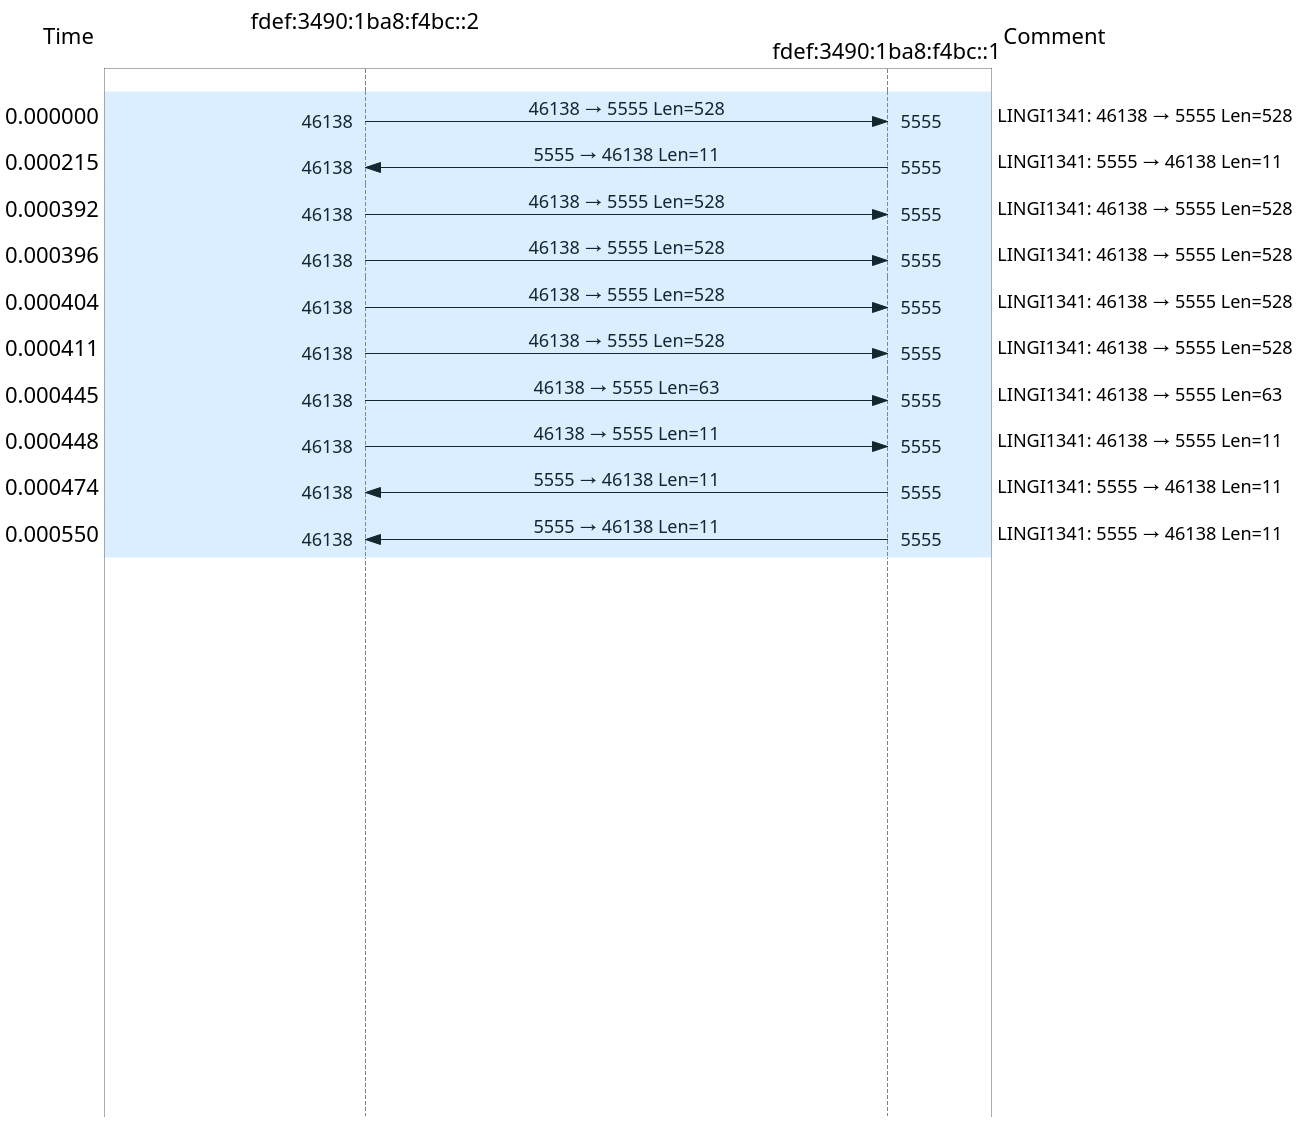 fdef:3490:1ba8:f4bc::2
Time
Comment
fdef:3490:1ba8:f4bc::1
0.000000 46138 46138 → 5555 Len=528 5555 LINGI1341: 46138 → 5555 Len=528
0.000215 46138 5555 → 46138 Len=11 5555 LINGI1341: 5555 → 46138 Len=11
0.000392 46138 46138 → 5555 Len=528 5555 LINGI1341: 46138 → 5555 Len=528
0.000396 46138 46138 → 5555 Len=528 5555 LINGI1341: 46138 → 5555 Len=528
0.000404 46138 46138 → 5555 Len=528 5555 LINGI1341: 46138 → 5555 Len=528
0.000411 46138 46138 → 5555 Len=528 5555 LINGI1341: 46138 → 5555 Len=528
0.000445 46138 46138 → 5555 Len=63 5555 LINGI1341: 46138 → 5555 Len=63
0.000448 46138 46138 → 5555 Len=11 5555 LINGI1341: 46138 → 5555 Len=11
0.000474 46138 5555 → 46138 Len=11 5555 LINGI1341: 5555 → 46138 Len=11
0.000550 46138 5555 → 46138 Len=11 5555 LINGI1341: 5555 → 46138 Len=11